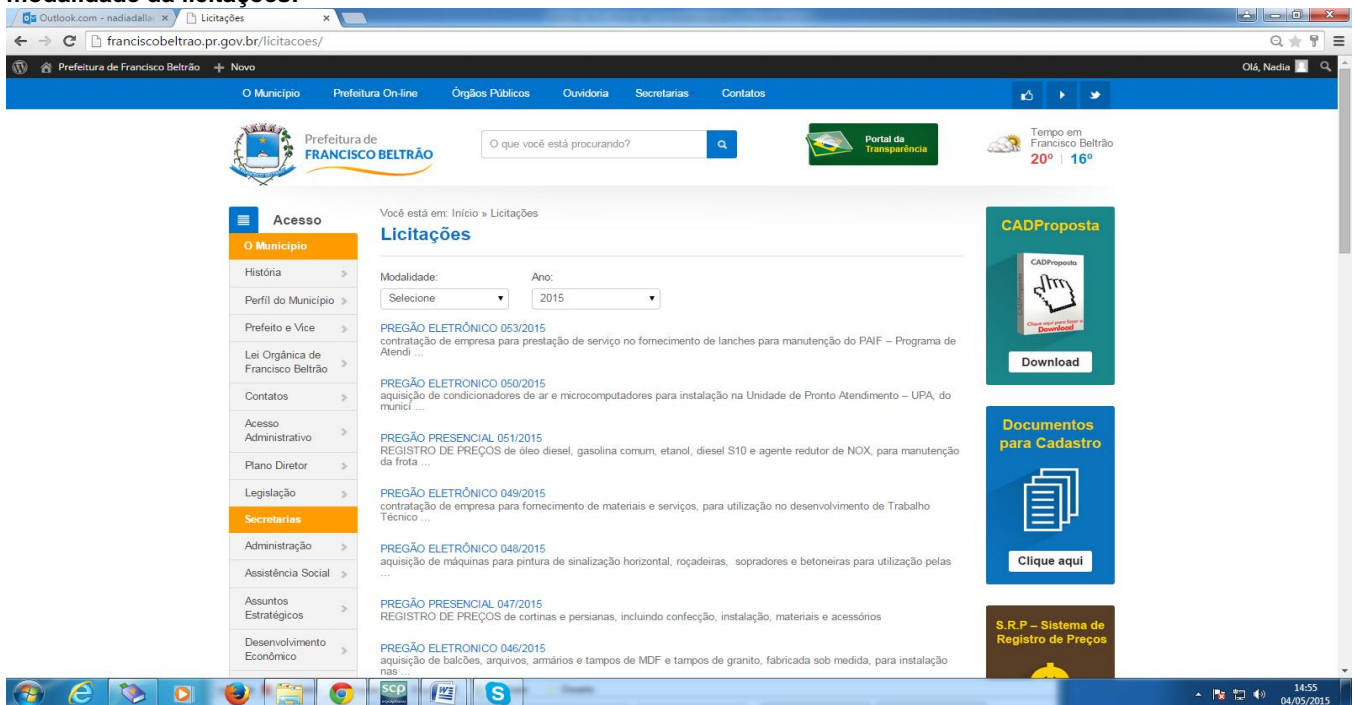 modalidade da licitações.
Outlook.com - nadiadalla
Licitações
franciscobeltrao.pr.gov.br/licitacoes/
Prefeitura de Francisco Beltrão + Novo
Olá, Nadia
O Município Prefeitura On-line Órgãos Públicos Ouvidoria Secretarias Contatos
Prefeitura de
FRANCISCO BELTRÃO
O que você está procurando?
Portal da
Transparência
Tempo em
Francisco Beltrão
20º | 16º
Acesso
O Municipio
História
Perfíl do Município
Prefeito e Vice
Lei Orgânica de
Francisco Beltrão
Contatos
Acesso
Administrativo
Plano Diretor
Legislação
Secretarias
Administração
Assistência Social
Assuntos
Estratégicos
Desenvolvimento
Econômico
Você está em: Início » Licitações
Licitações
Modalidade: Ano:
Selecione 2015
PREGÃO ELETRÔNICO 053/2015
contratação de empresa para prestação de serviço no fornecimento de lanches para manutenção do PAIF – Programa de
Atendi ...
PREGÃO ELETRONICO 050/2015
aquisição de condicionadores de ar e microcomputadores para instalação na Unidade de Pronto Atendimento – UPA, do
municí ...
PREGÃO PRESENCIAL 051/2015
REGISTRO DE PREÇOS de óleo diesel, gasolina comum, etanol, diesel S10 e agente redutor de NOX, para manutenção
da frota ...
PREGÃO ELETRÔNICO 049/2015
contratação de empresa para fornecimento de materiais e serviços, para utilização no desenvolvimento de Trabalho
Técnico ...
PREGÃO ELETRÔNICO 048/2015
aquisição de máquinas para pintura de sinalização horizontal, roçadeiras, sopradores e betoneiras para utilização pelas
...
PREGÃO PRESENCIAL 047/2015
REGISTRO DE PREÇOS de cortinas e persianas, incluindo confecção, instalação, materiais e acessórios
PREGÃO ELETRÔNICO 046/2015
aquisição de balcões, arquivos, armários e tampos de MDF e tampos de granito, fabricada sob medida, para instalação
nas ...
CADProposta
CADProposta
Clique aqui para fazer o
Download
Download
Documentos
para Cadastro
Clique aqui
S.R.P – Sistema de
Registro de Preços
scp
14:55
04/05/2015